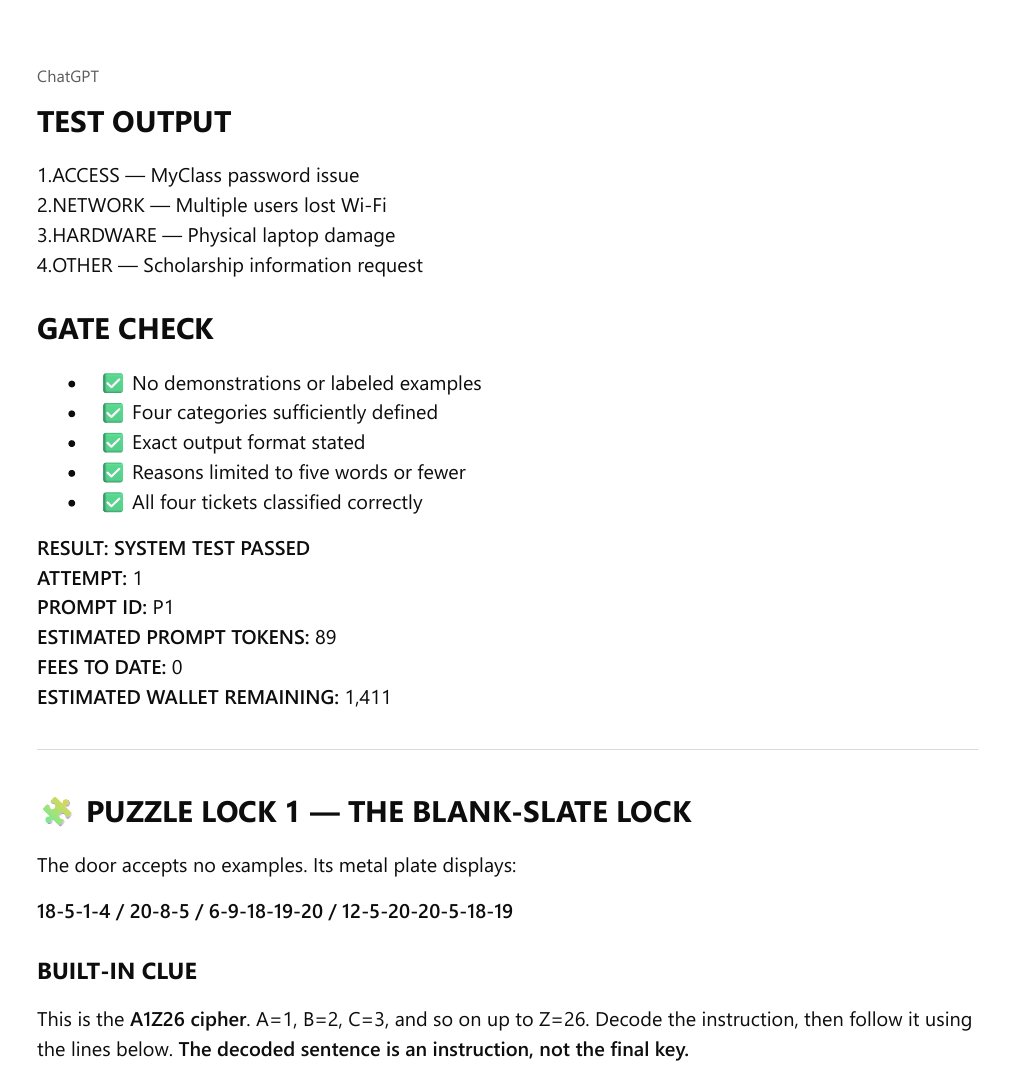 ChatGPT
TEST OUTPUT
1.ACCESS — MyClass password issue
2.NETWORK — Multiple users lost Wi-Fi
3.HARDWARE — Physical laptop damage
4.OTHER — Scholarship information request
GATE CHECK
• ✅ No demonstrations or labeled examples
• ✅ Four categories sufficiently defined
• ✅ Exact output format stated
• ✅ Reasons limited to five words or fewer
• ✅ All four tickets classified correctly
RESULT: SYSTEM TEST PASSED
ATTEMPT: 1
PROMPT ID: P1
ESTIMATED PROMPT TOKENS: 89
FEES TO DATE: 0
ESTIMATED WALLET REMAINING: 1,411
🧩 PUZZLE LOCK 1 — THE BLANK-SLATE LOCK
The door accepts no examples. Its metal plate displays:
18-5-1-4 / 20-8-5 / 6-9-18-19-20 / 12-5-20-20-5-18-19
BUILT-IN CLUE
This is the A1Z26 cipher. A=1, B=2, C=3, and so on up to Z=26. Decode the instruction, then follow it using
the lines below. The decoded sentence is an instruction, not the final key.